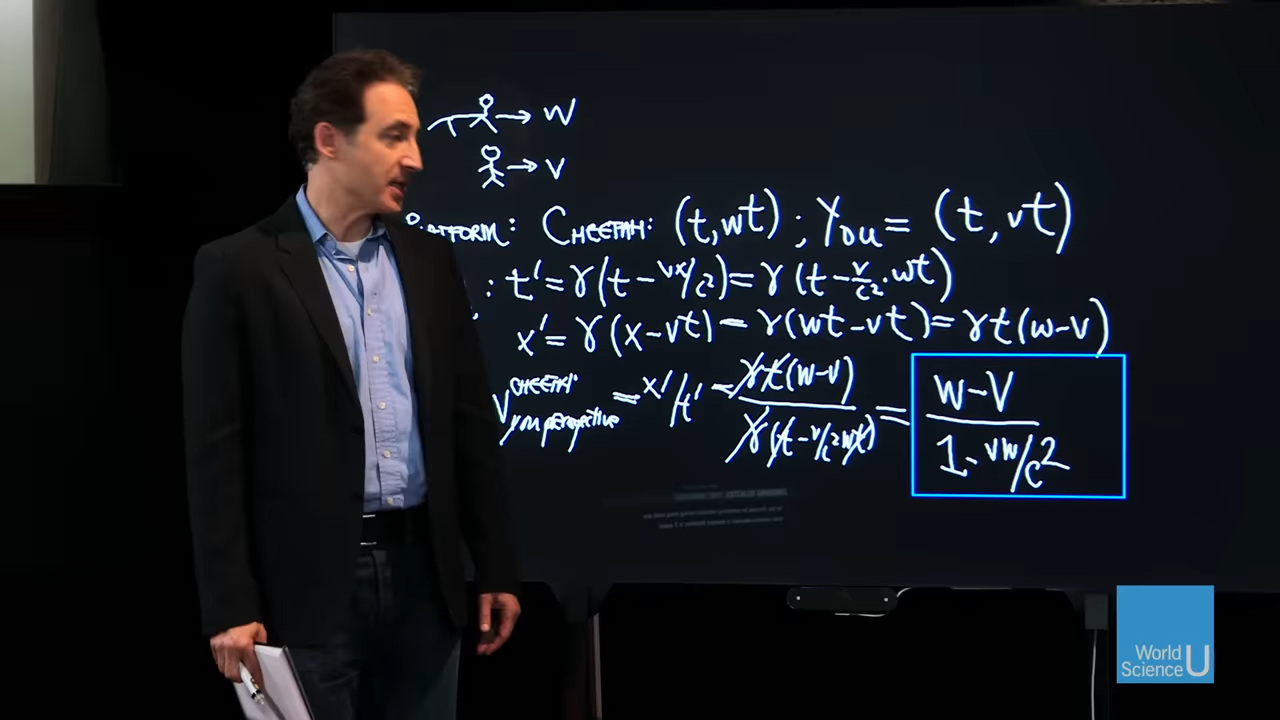 → W
→ V
PLATFORM: CHEETAH: (t, wt) ; YOU = (t, vt)
: t' = γ(t - vx/c²) = γ(t - v/c² · wt)
x' = γ(x - vt) = γ(wt - vt) = γt(w - v)
V CHEETAH your perspective = x'/t' = γt(w-v) / γ(t - v/c² wt) = w-v / 1 - vw/c²
World
Science U